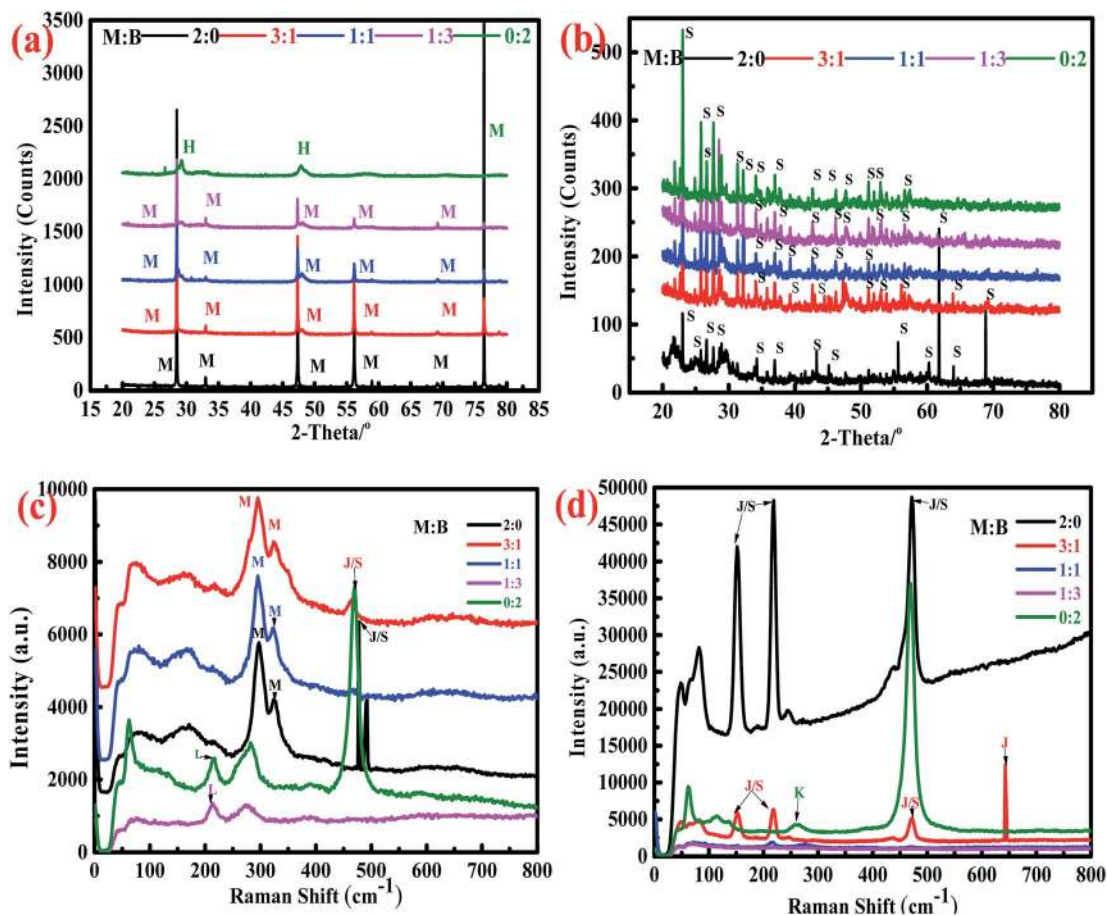 (a)
M:B 2:0 3:1 1:1 1:3 0:2
3500
3000
2500
2000
1500
1000
500
0
Intensity (Counts)
M
H H
M M M M M
M M M M M
M M M M M
M M M M M
15 20 25 30 35 40 45 50 55 60 65 70 75 80 85
2-Theta/°
(b)
M:B 2:0 3:1 1:1 1:3 0:2
500
400
300
200
100
0
Intensity (Counts)
S
S S S
S S S S S S S S S
S S S S S S S S
S S S S S S
S S S S S S S
S S S S S S S S S S
20 30 40 50 60 70 80
2-Theta/°
(c)
M:B
2:0
3:1
1:1
1:3
0:2
10000
8000
6000
4000
2000
0
Intensity (a.u.)
M
M
M J/S
M J/S
M
M
L
L
0 100 200 300 400 500 600 700 800
Raman Shift (cm-1)
(d)
M:B
2:0
3:1
1:1
1:3
0:2
50000
45000
40000
35000
30000
25000
20000
15000
10000
5000
0
Intensity (a.u.)
J/S J/S
J
J/S K J/S
0 100 200 300 400 500 600 700 800
Raman Shift (cm-1)